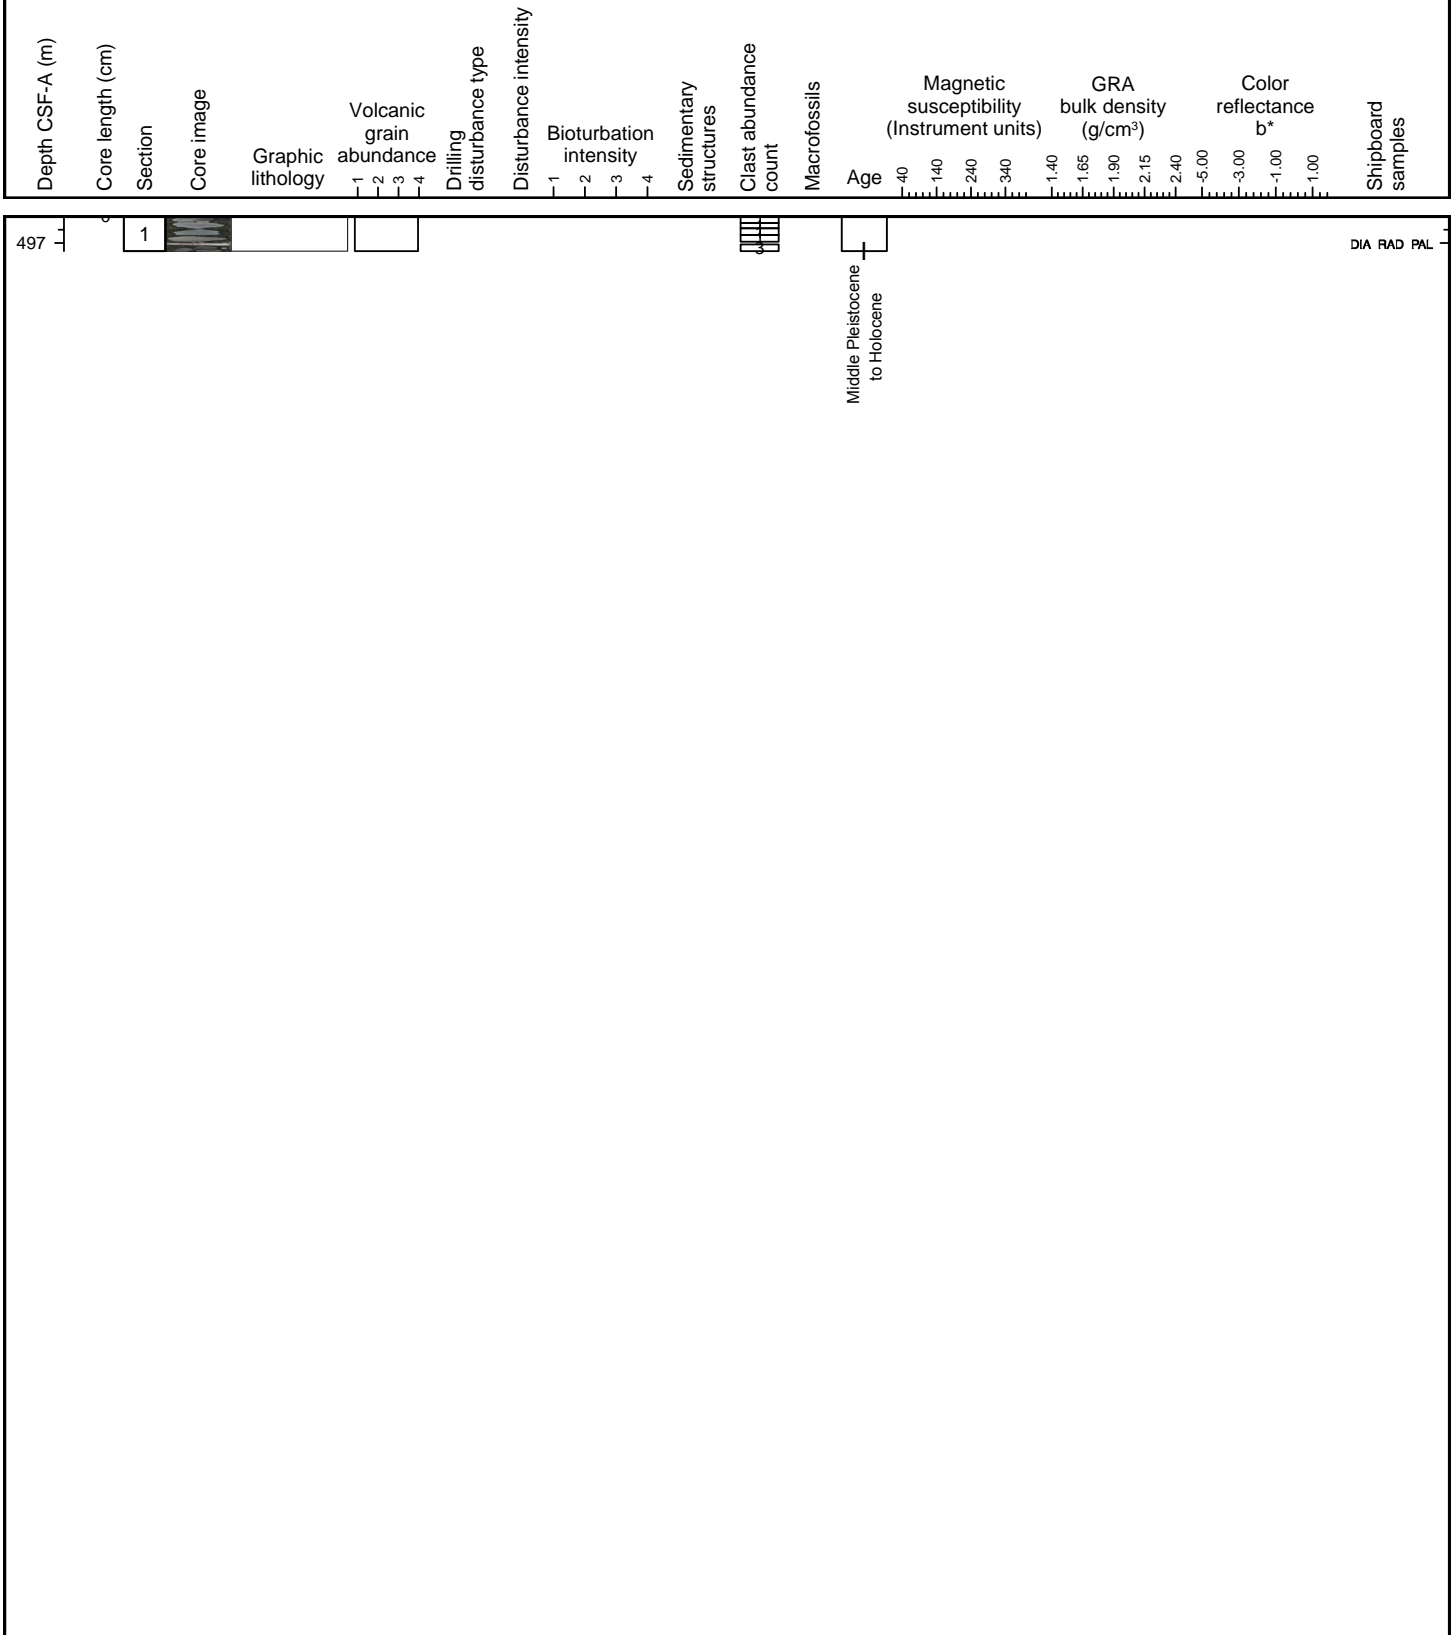 Depth CSF-A (m)
Core length (cm)
Section
Core image
Graphic
lithology
Volcanic
grain
abundance
1 2 3 4
Drilling
disturbance type
Disturbance intensity
Bioturbation
intensity
1 2 3 4
Sedimentary
structures
Clast abundance
count
Macrofossils
Age
Magnetic
susceptibility
(Instrument units)
40 140 240 340
GRA
bulk density
(g/cm³)
1.40 1.65 1.90 2.15 2.40
Color
reflectance
b*
-5.00 -3.00 -1.00 1.00
Shipboard
samples
497
1
3
Middle Pleistocene
to Holocene
DIA RAD PAL